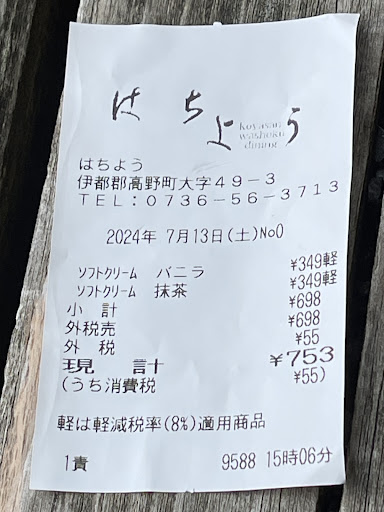 はちよう
koyasan
washoku
dining
はちよう
伊都郡高野町大字49-3
TEL:0736-56-3713
2024年 7月13日(土)No0
ソフトクリーム バニラ ¥349軽
ソフトクリーム 抹茶 ¥349軽
小 計 ¥698
外税売 ¥698
外 税 ¥55
現 計 ¥753
(うち消費税 ¥55)
軽は軽減税率(8%)適用商品
1責 9588 15時06分